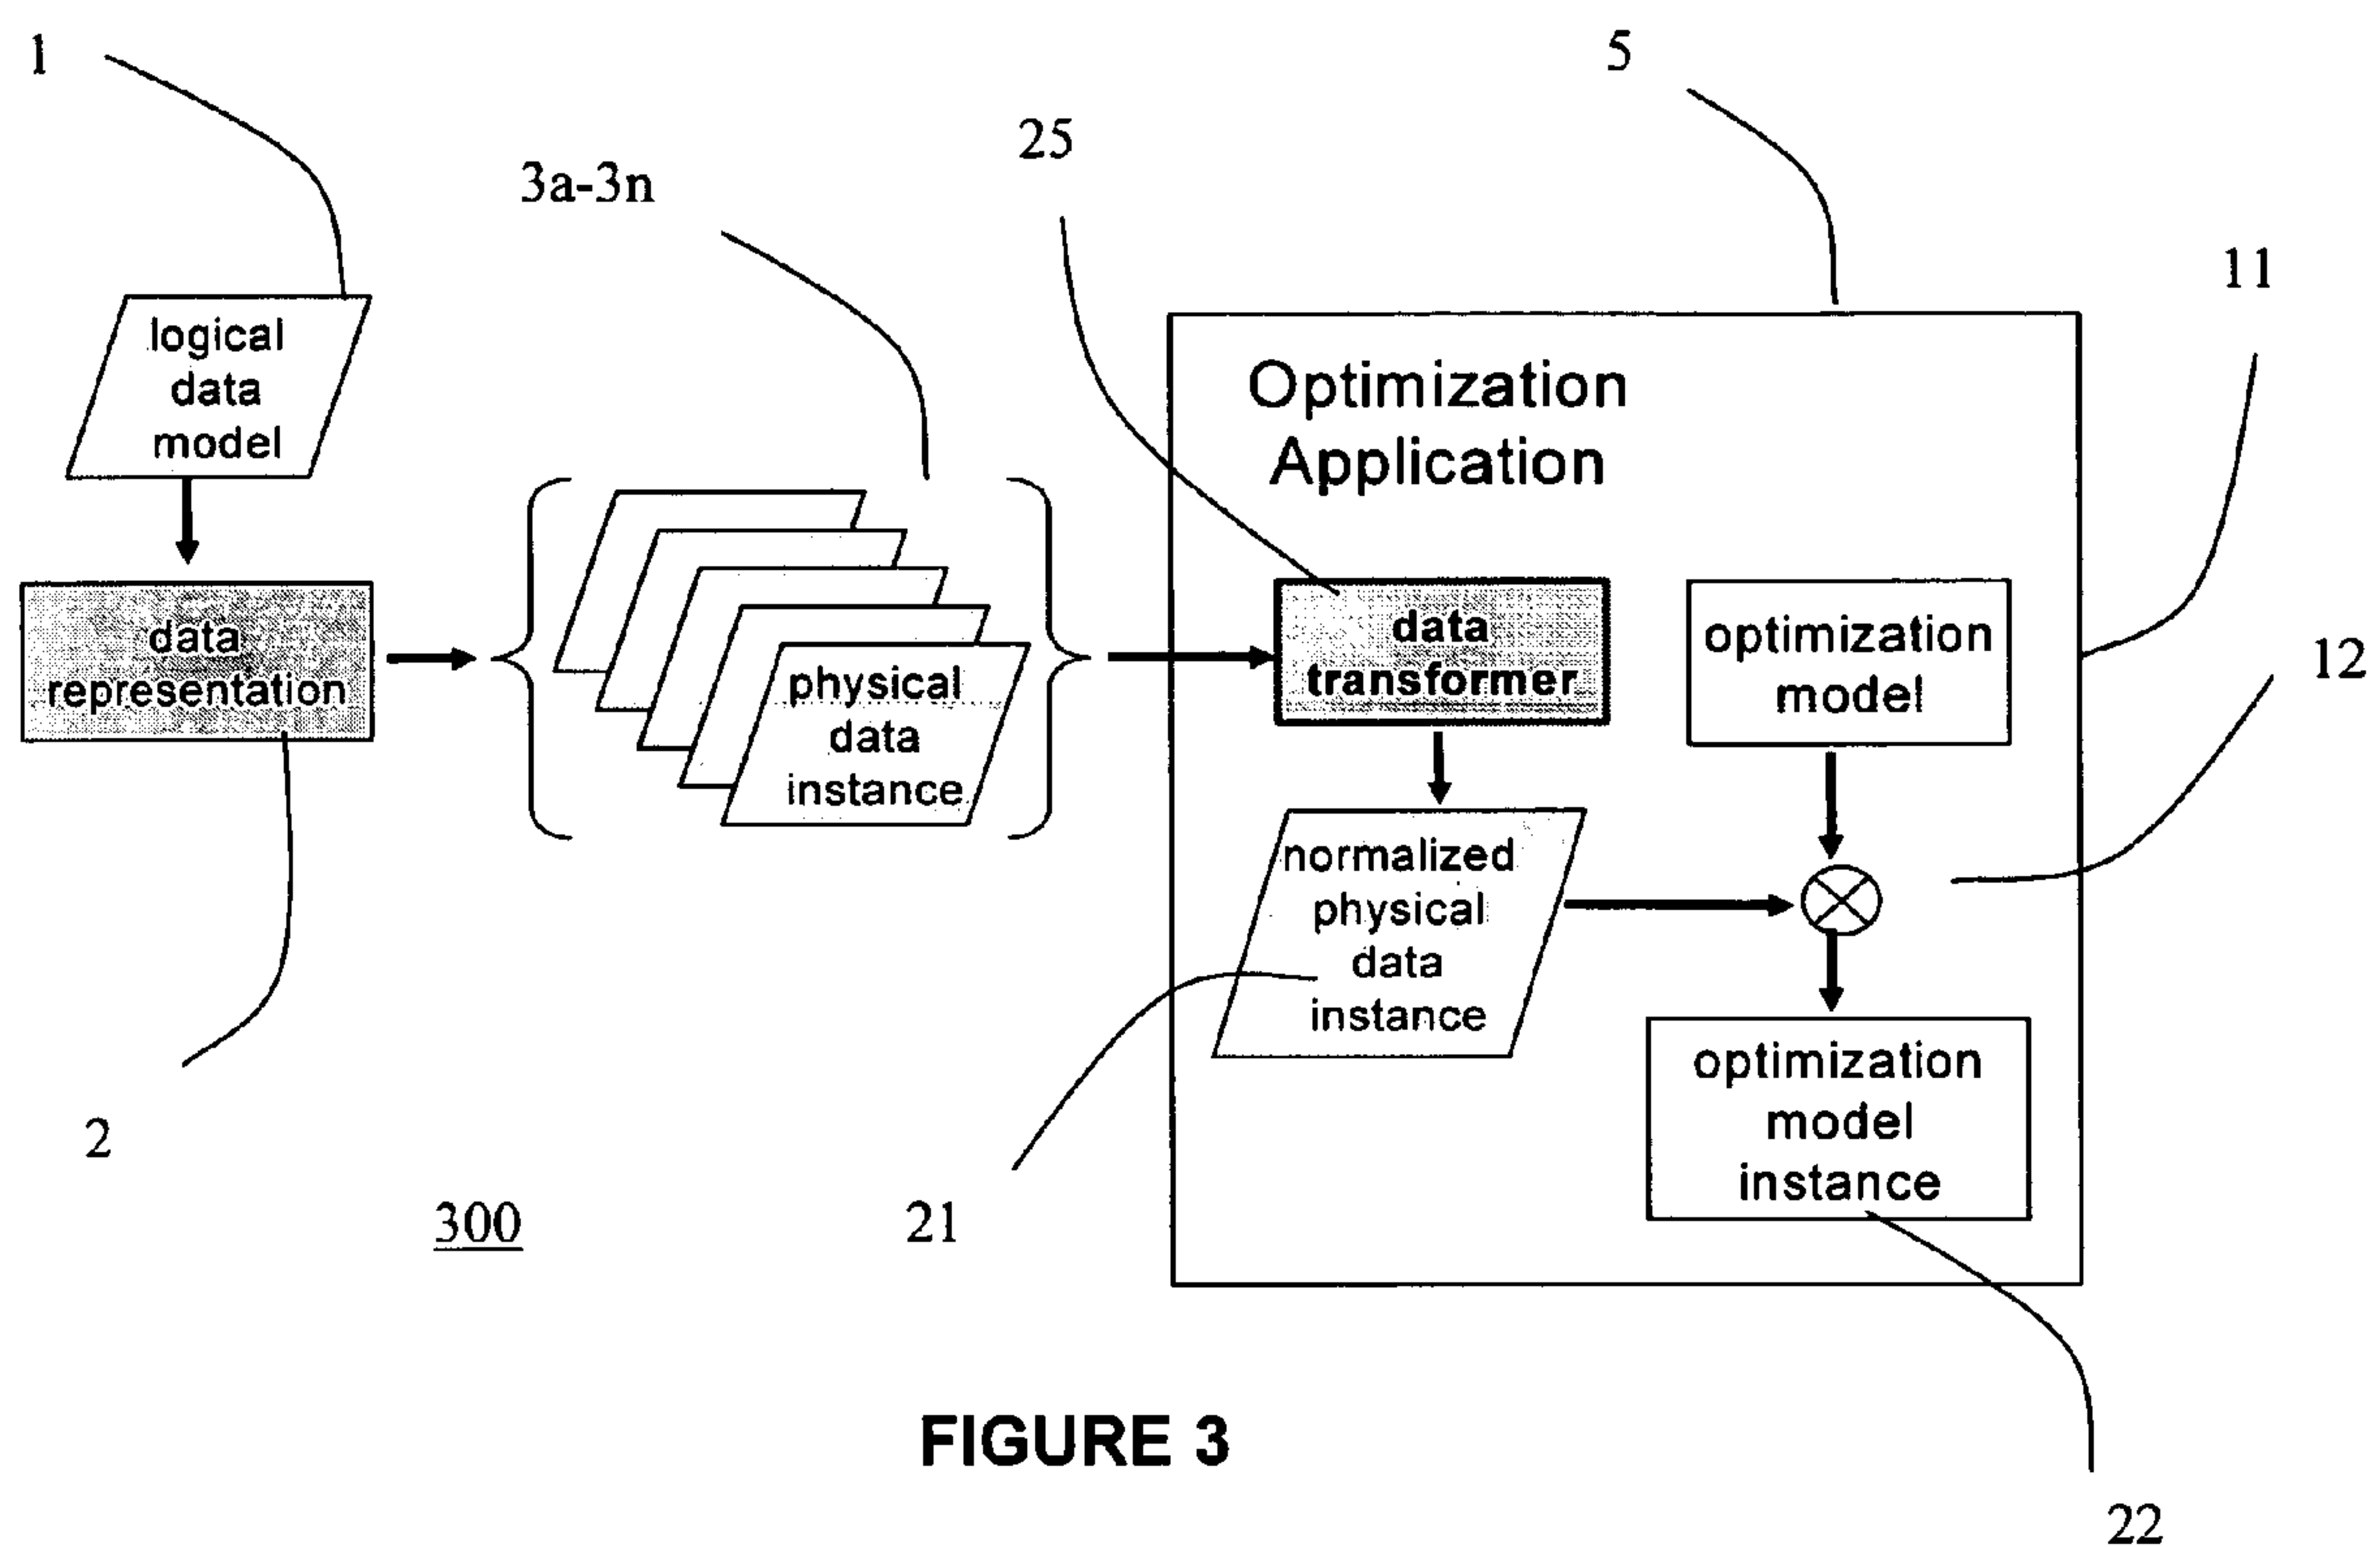 1
5
25
3a-3n
11
logical
data
model
Optimization
Application
data
representation
physical
data
instance
data
transformer
optimization
model
12
normalized
physical
data
instance
optimization
model
instance
2
300
21
22
FIGURE 3